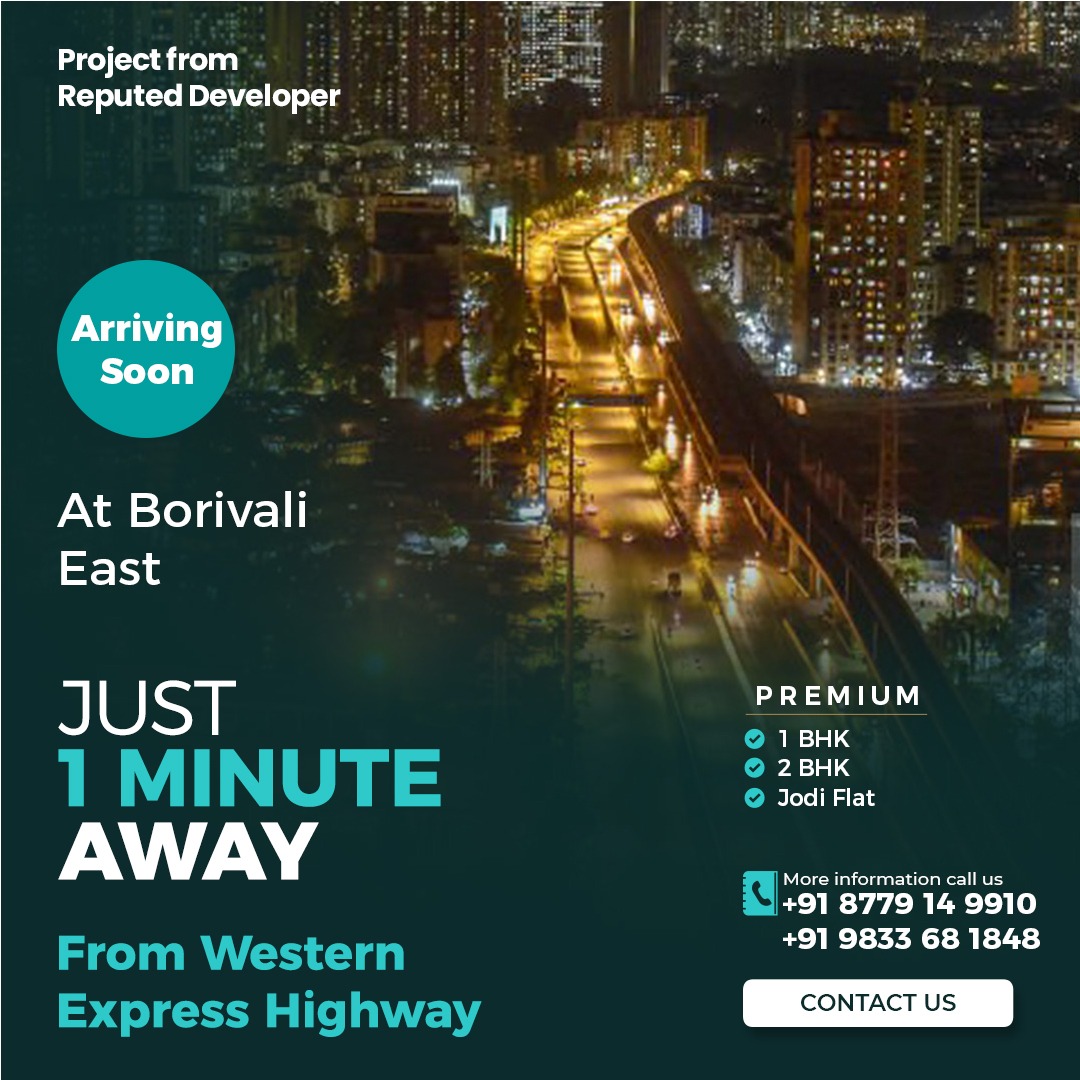 Project from
Reputed Developer
Arriving
Soon
At Borivali
East
JUST
1 MINUTE
AWAY
From Western
Express Highway
PREMIUM
1 BHK
2 BHK
Jodi Flat
More information call us
+91 8779 14 9910
+91 9833 68 1848
CONTACT US